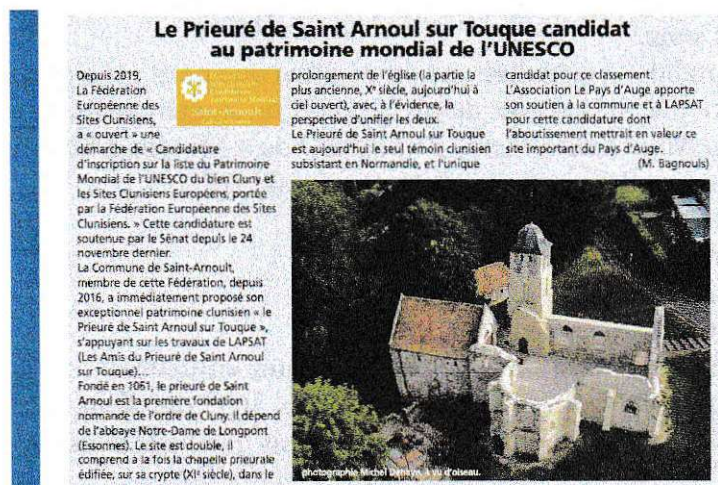 Le Prieuré de Saint Arnoul sur Touque candidat
au patrimoine mondial de l'UNESCO
Depuis 2019,
La Fédération
Européenne des
Sites Clunisiens,
a « ouvert » une
démarche de « Candidature
d'inscription sur la liste du Patrimoine
Mondial de l'UNESCO du bien Cluny et
les Sites Clunisiens Européens, portée
par la Fédération Européenne des Sites
Clunisiens. » Cette candidature est
soutenue par le Sénat depuis le 24
novembre dernier.
La Commune de Saint-Arnoult,
membre de cette Fédération, depuis
2016, a immédiatement proposé son
exceptionnel patrimoine clunisien « le
Prieuré de Saint Arnoul sur Touque »,
s'appuyant sur les travaux de LAPSAT
(Les Amis du Prieuré de Saint Arnoul
sur Touque)...
Fondé en 1061, le prieuré de Saint
Arnoul est la première fondation
normande de l'ordre de Cluny. Il dépend
de l'abbaye Notre-Dame de Longpont
(Essonnes). Le site est double, il
comprend à la fois la chapelle prieurale
édifiée, sur sa crypte (XIe siècle), dans le
Saint-Arnoult
prolongement de l'église (la partie la
plus ancienne, Xe siècle, aujourd'hui à
ciel ouvert), avec, à l'évidence, la
perspective d'unifier les deux.
Le Prieuré de Saint Arnoul sur Touque
est aujourd'hui le seul témoin clunisien
subsistant en Normandie, et l'unique
candidat pour ce classement.
L'Association Le Pays d'Auge apporte
son soutien à la commune et à LAPSAT
pour cette candidature dont
l'aboutissement mettrait en valeur ce
site important du Pays d'Auge.
(M. Bagnouls)
photographie Michel Dehaye, à vu d'oiseau.